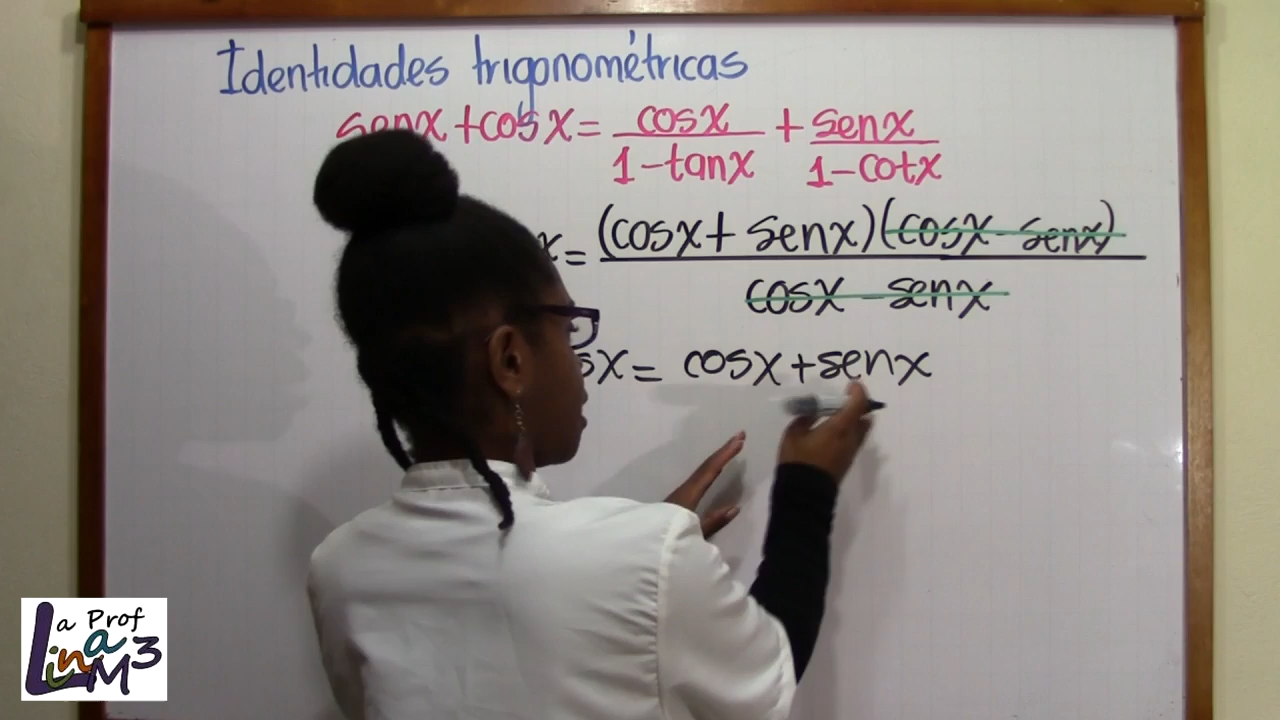 Identidades trigonométricas
senx + cosx = cosx / 1-tanx + senx / 1-cotx
x = (cosx + senx)(cosx - senx) / cosx - senx
sx = cosx + senx
La Prof
Lina M3